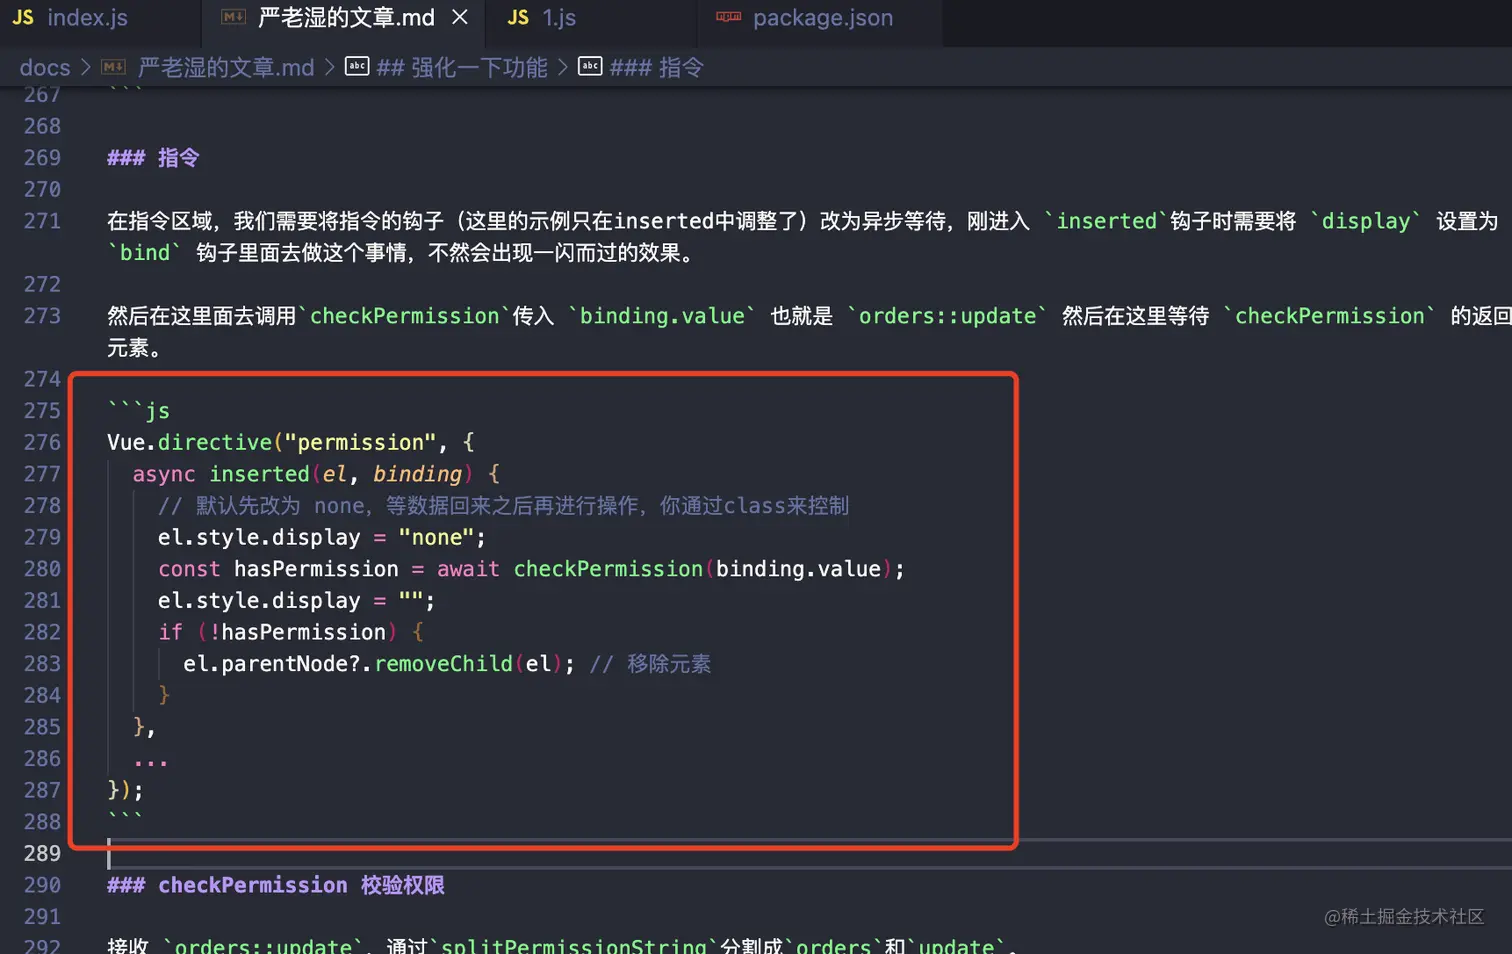 JS index.js
M↓ 严老湿的文章.md ×
JS 1.js
npm package.json
docs > M↓ 严老湿的文章.md > abc ## 强化一下功能 > abc ### 指令
267 ```
268
269 ### 指令
270
271 在指令区域，我们需要将指令的钩子（这里的示例只在inserted中调整了）改为异步等待，刚进入 `inserted`钩子时需要将 `display` 设置为
`bind` 钩子里面去做这个事情，不然会出现一闪而过的效果。
272
273 然后在这里面去调用`checkPermission`传入 `binding.value` 也就是 `orders::update` 然后在这里等待 `checkPermission` 的返回
元素。
274
275 ```js
276 Vue.directive("permission", {
277 async inserted(el, binding) {
278 // 默认先改为 none，等数据回来之后再进行操作，你通过class来控制
279 el.style.display = "none";
280 const hasPermission = await checkPermission(binding.value);
281 el.style.display = "";
282 if (!hasPermission) {
283 el.parentNode?.removeChild(el); // 移除元素
284 }
285 },
286 ...
287 });
288 ```
289
290 ### checkPermission 校验权限
291
292 接收 `orders::update`，通过`splitPermissionString`分割成`orders`和`update`。
@稀土掘金技术社区